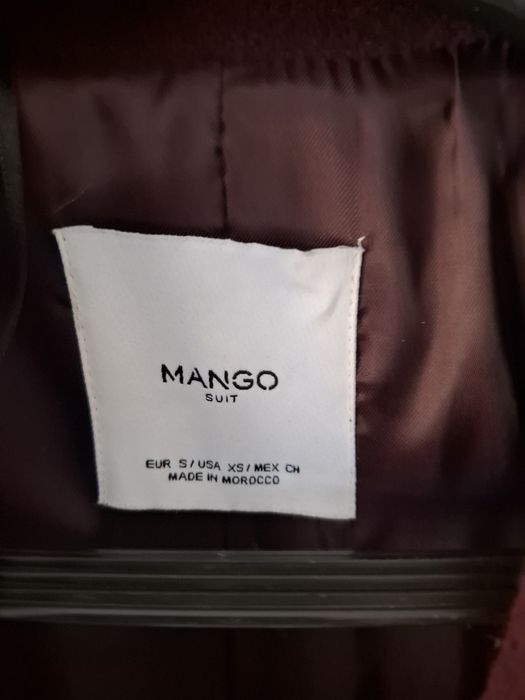 MANGO
SUIT
EUR S/USA XS/MEX CH
MADE IN MOROCCO